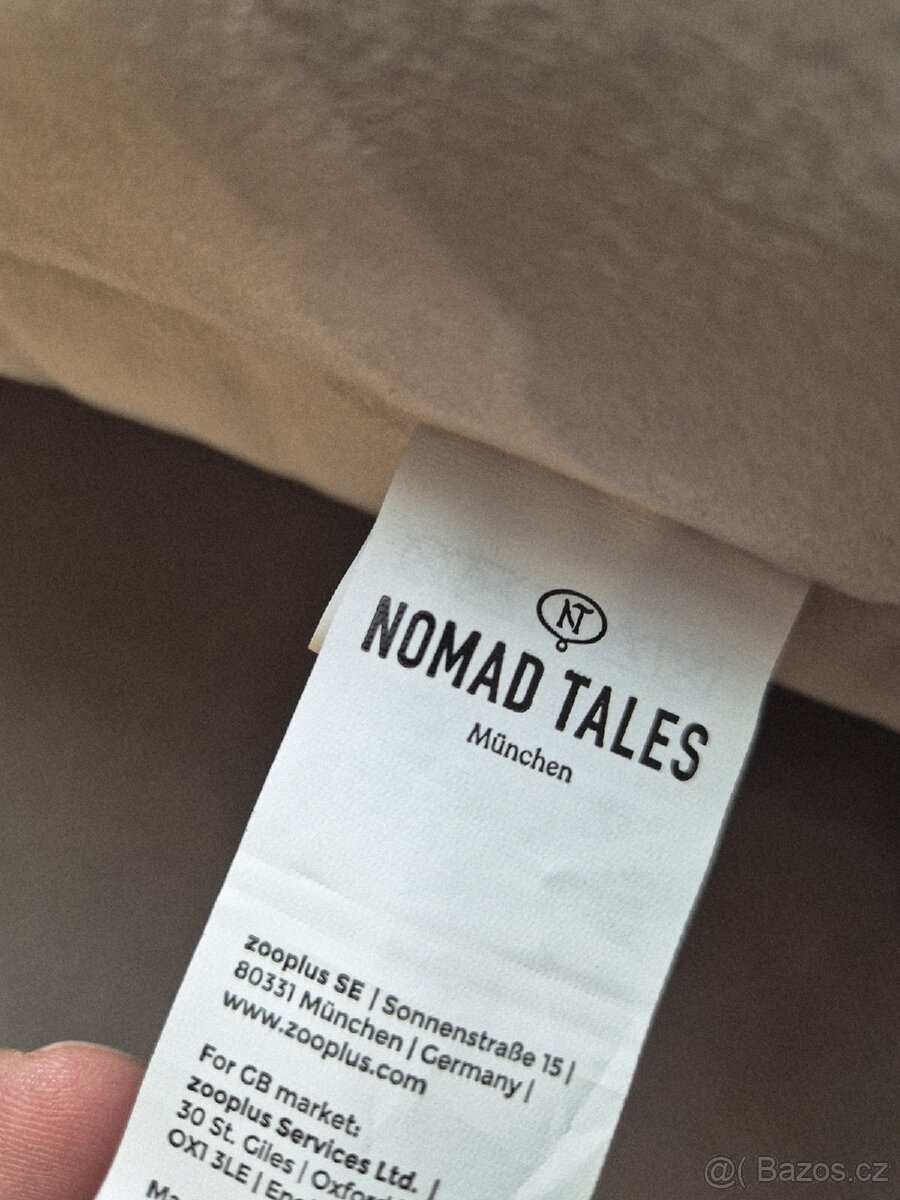 NT
NOMAD TALES
München
zooplus SE | Sonnenstraße 15 |
80331 München | Germany |
www.zooplus.com
For GB market:
zooplus Services Ltd. |
30 St. Giles | Oxford
OX1 3LE |
@( Bazos.cz